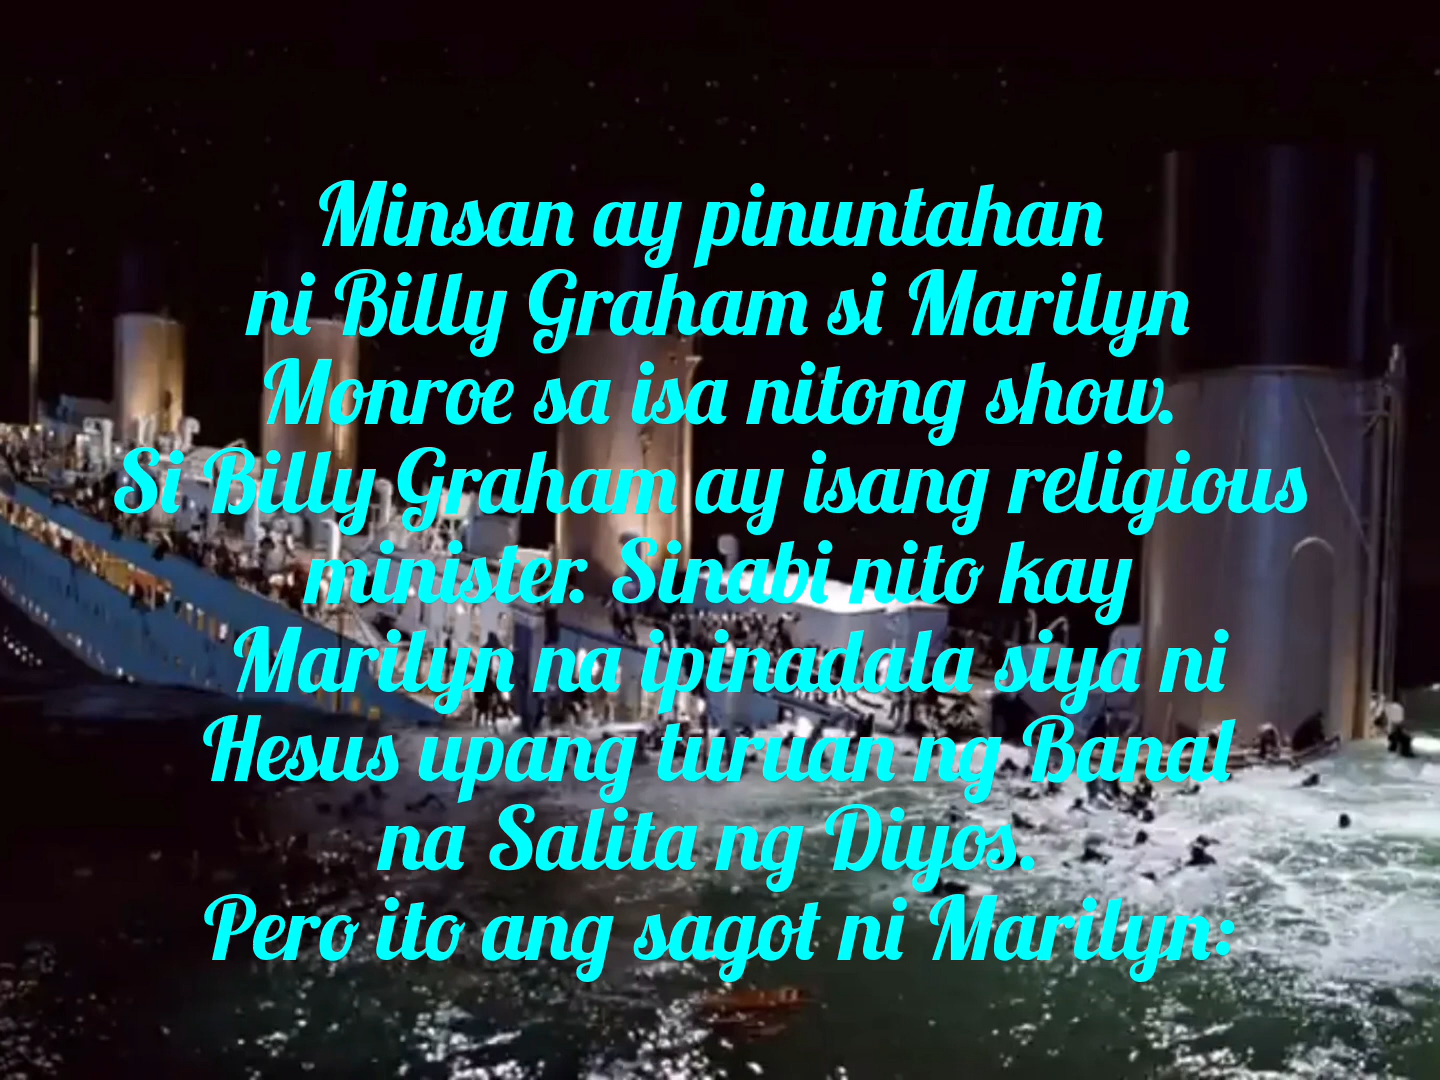 Minsan ay pinuntahan
ni Billy Graham si Marilyn
Monroe sa isa nitong show.
Si Billy Graham ay isang religious
minister. Sinabi nito kay
Marilyn na ipinadala siya ni
Hesus upang turuan ng Banal
na Salita ng Diyos.
Pero ito ang sagot ni Marilyn: